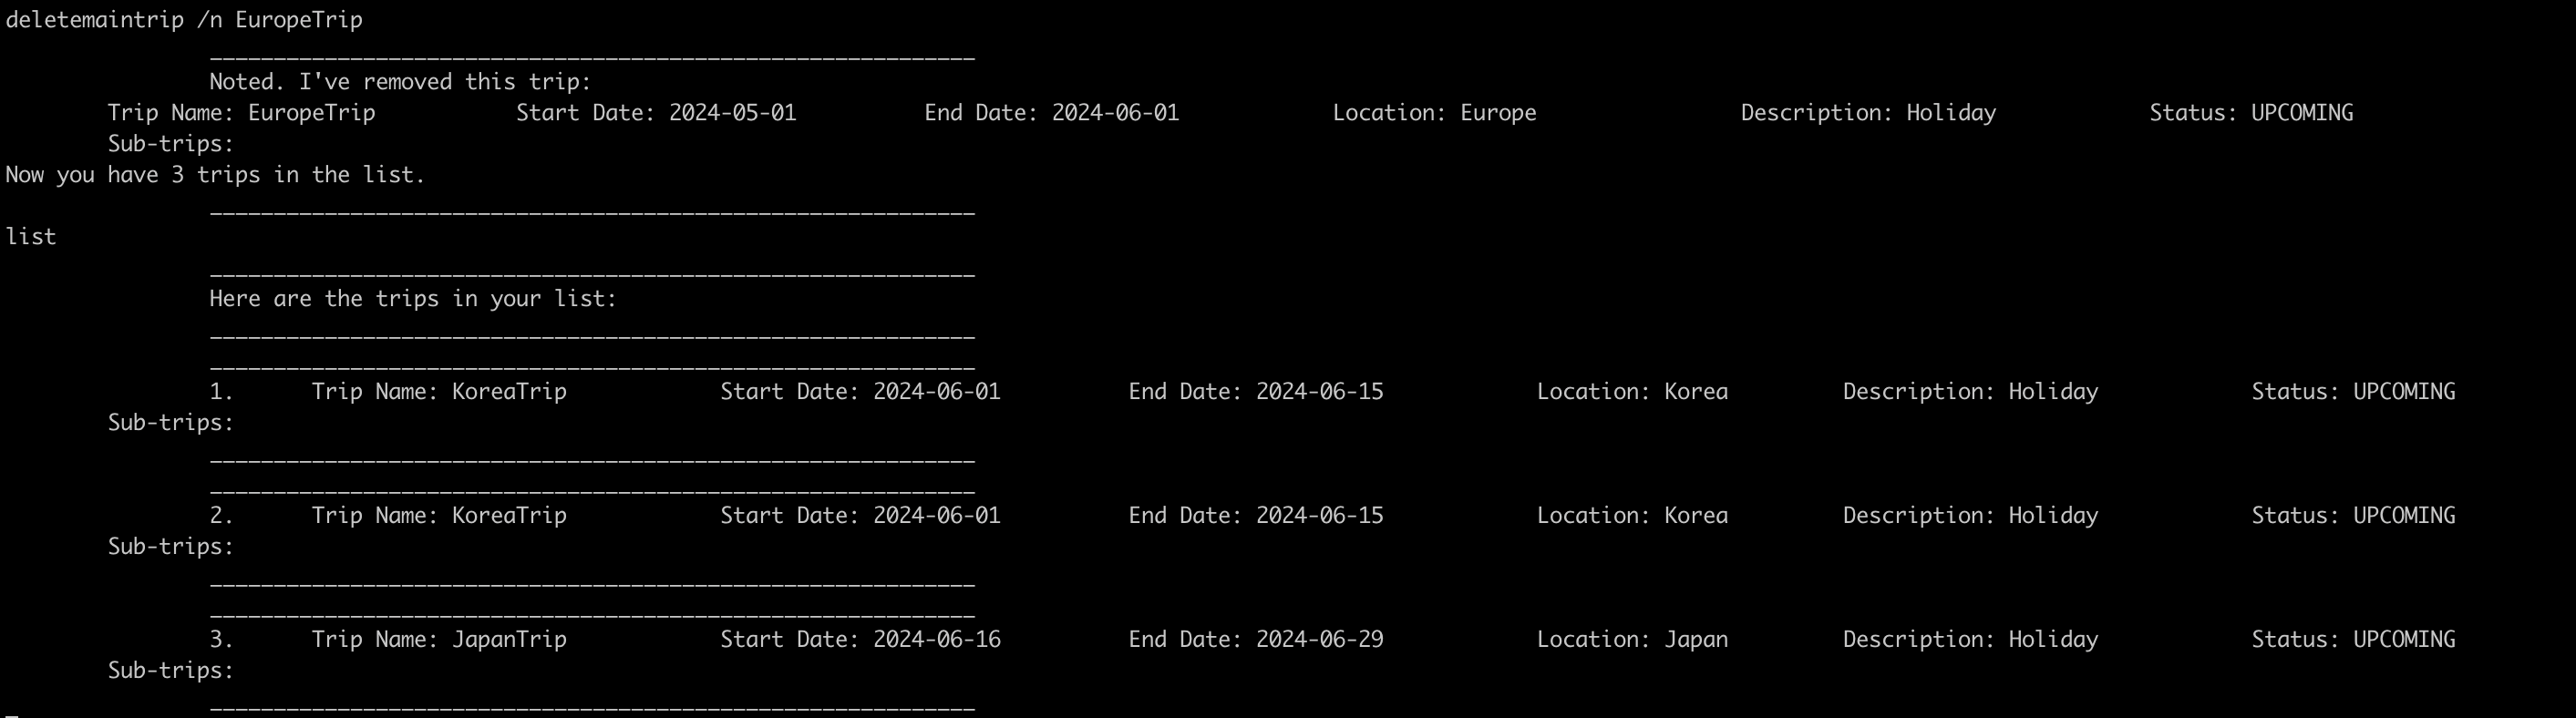 deletemaintrip /n EuropeTrip
____________________________________________________________
Noted. I've removed this trip:
Trip Name: EuropeTrip Start Date: 2024-05-01 End Date: 2024-06-01 Location: Europe Description: Holiday Status: UPCOMING
Sub-trips:
Now you have 3 trips in the list.
____________________________________________________________
list
____________________________________________________________
Here are the trips in your list:
____________________________________________________________
____________________________________________________________
1. Trip Name: KoreaTrip Start Date: 2024-06-01 End Date: 2024-06-15 Location: Korea Description: Holiday Status: UPCOMING
Sub-trips:
____________________________________________________________
____________________________________________________________
2. Trip Name: KoreaTrip Start Date: 2024-06-01 End Date: 2024-06-15 Location: Korea Description: Holiday Status: UPCOMING
Sub-trips:
____________________________________________________________
____________________________________________________________
3. Trip Name: JapanTrip Start Date: 2024-06-16 End Date: 2024-06-29 Location: Japan Description: Holiday Status: UPCOMING
Sub-trips:
____________________________________________________________